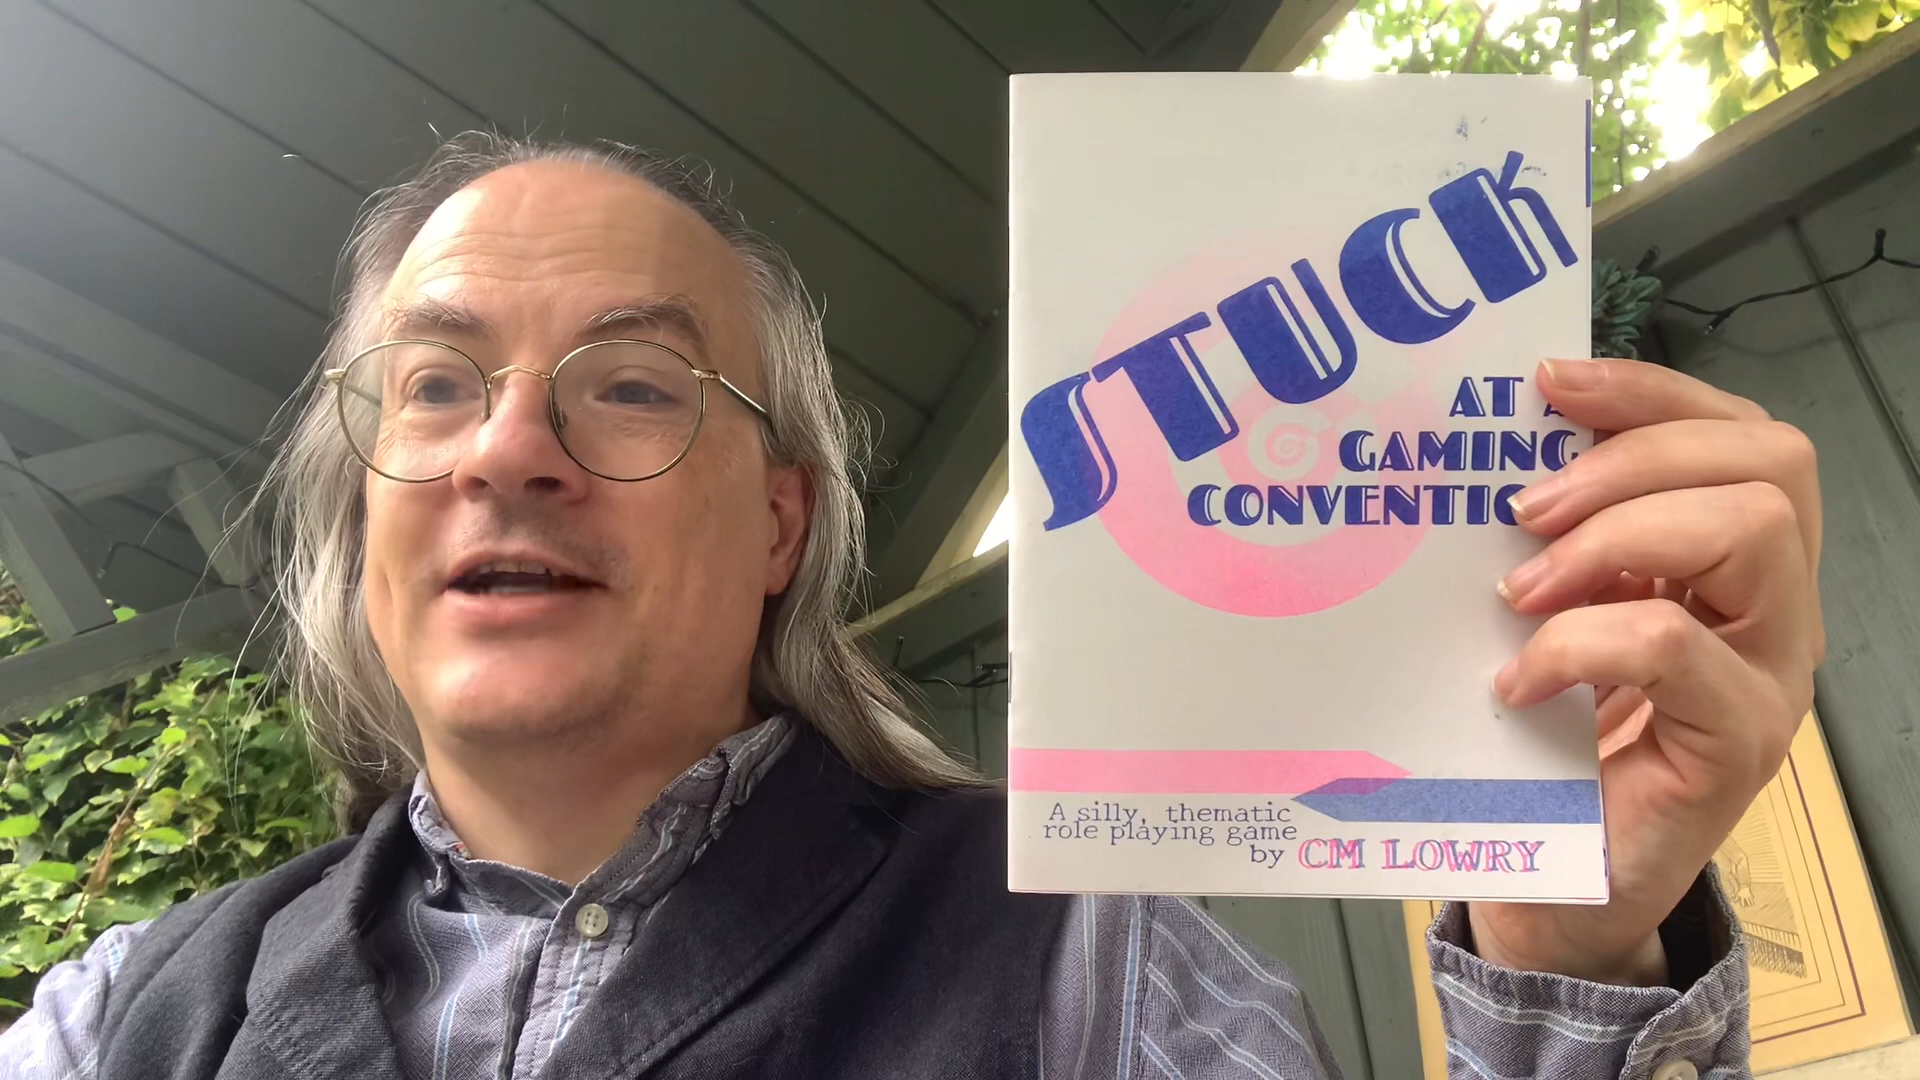 STUCK
AT A
GAMING
CONVENTIO
A silly, thematic
role playing game
by CM LOWRY